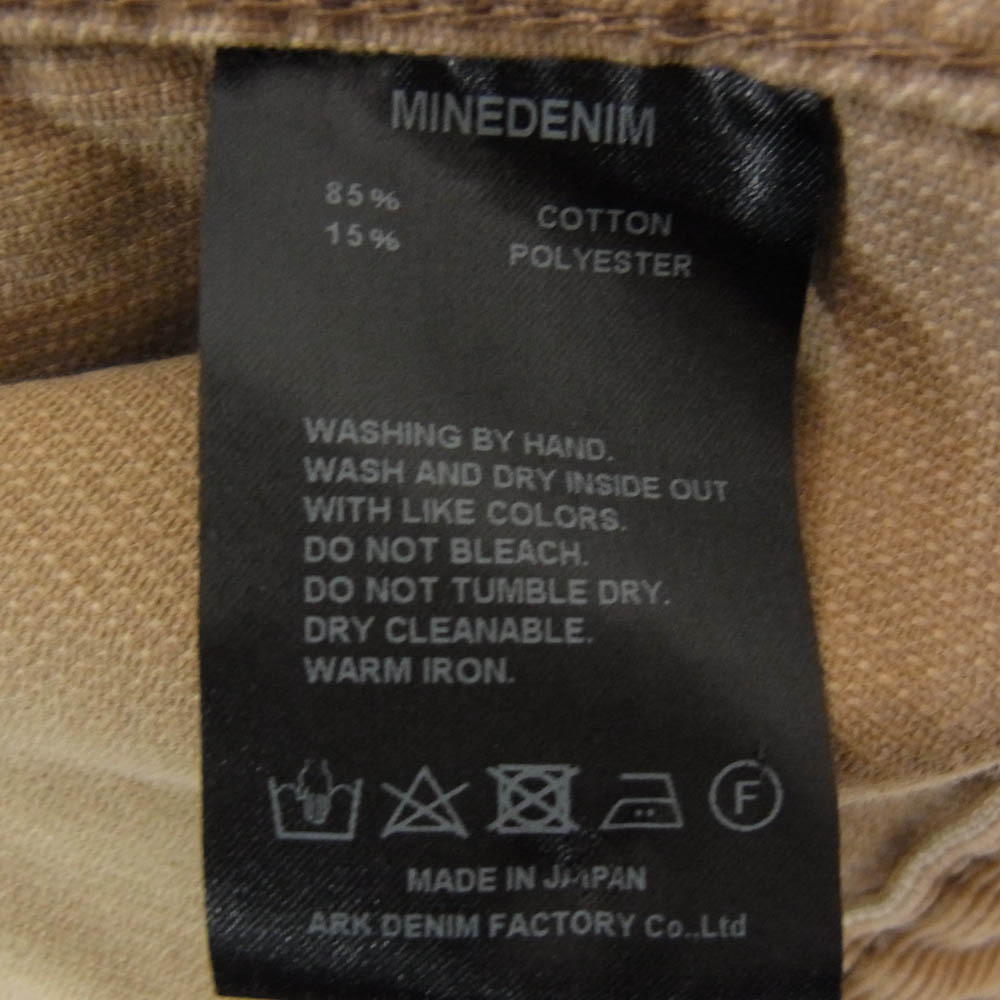 MINEDENIM
85% COTTON
15% POLYESTER
WASHING BY HAND.
WASH AND DRY INSIDE OUT
WITH LIKE COLORS.
DO NOT BLEACH.
DO NOT TUMBLE DRY.
DRY CLEANABLE.
WARM IRON.
F
MADE IN JAPAN
ARK DENIM FACTORY Co.,Ltd